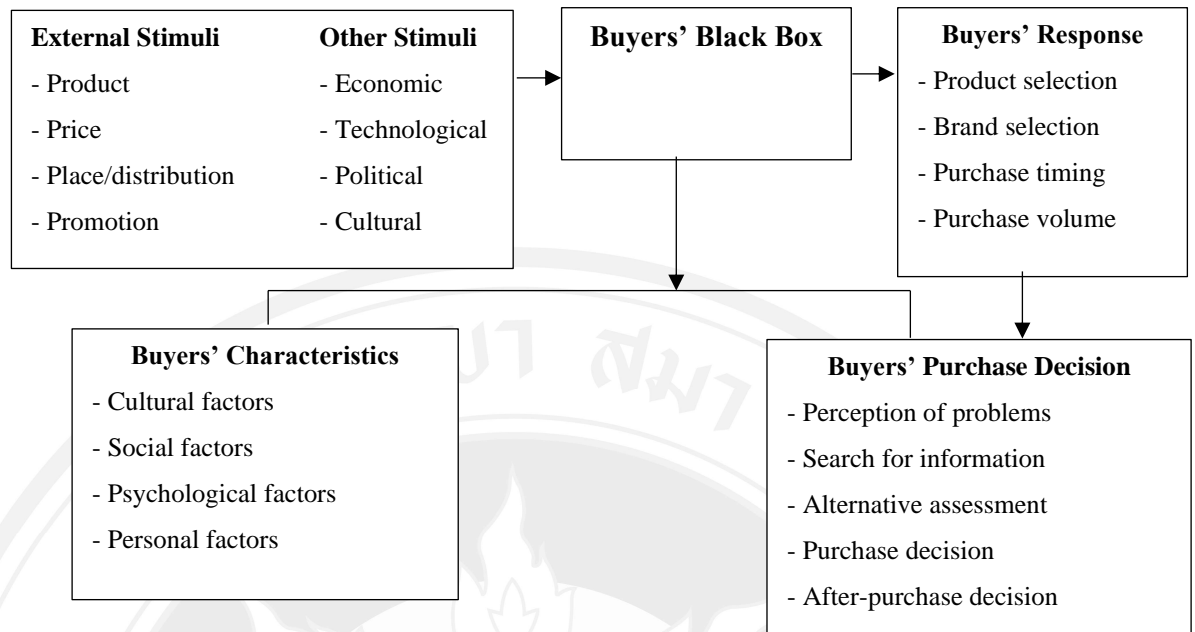 External Stimuli
- Product
- Price
- Place/distribution
- Promotion
Other Stimuli
- Economic
- Technological
- Political
- Cultural
Buyers’ Black Box
Buyers’ Response
- Product selection
- Brand selection
- Purchase timing
- Purchase volume
Buyers’ Characteristics
- Cultural factors
- Social factors
- Psychological factors
- Personal factors
Buyers’ Purchase Decision
- Perception of problems
- Search for information
- Alternative assessment
- Purchase decision
- After-purchase decision